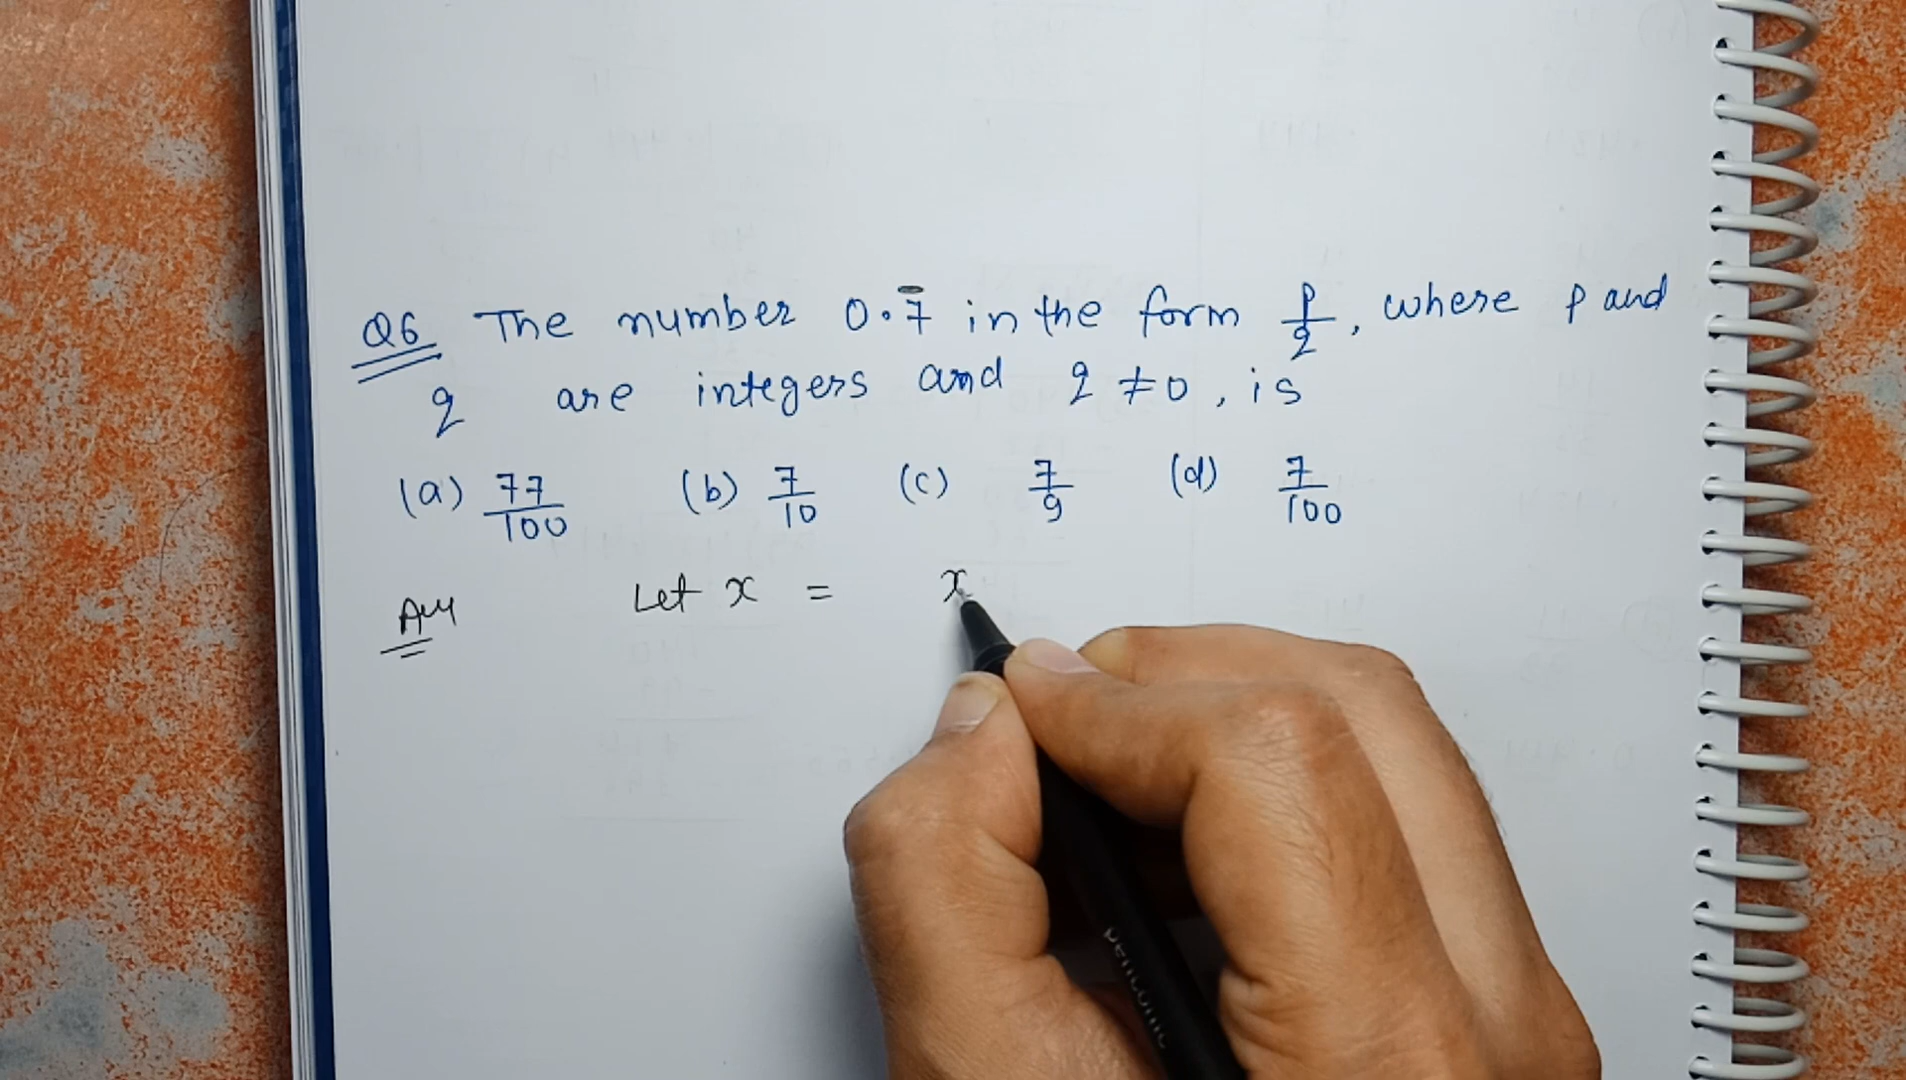 Q6 The number 0.7̅ in the form p/q, where p and
q are integers and q ≠ 0, is
(a) 77/100 (b) 7/10 (c) 7/9 (d) 7/100
Ans Let x = x
pentonic